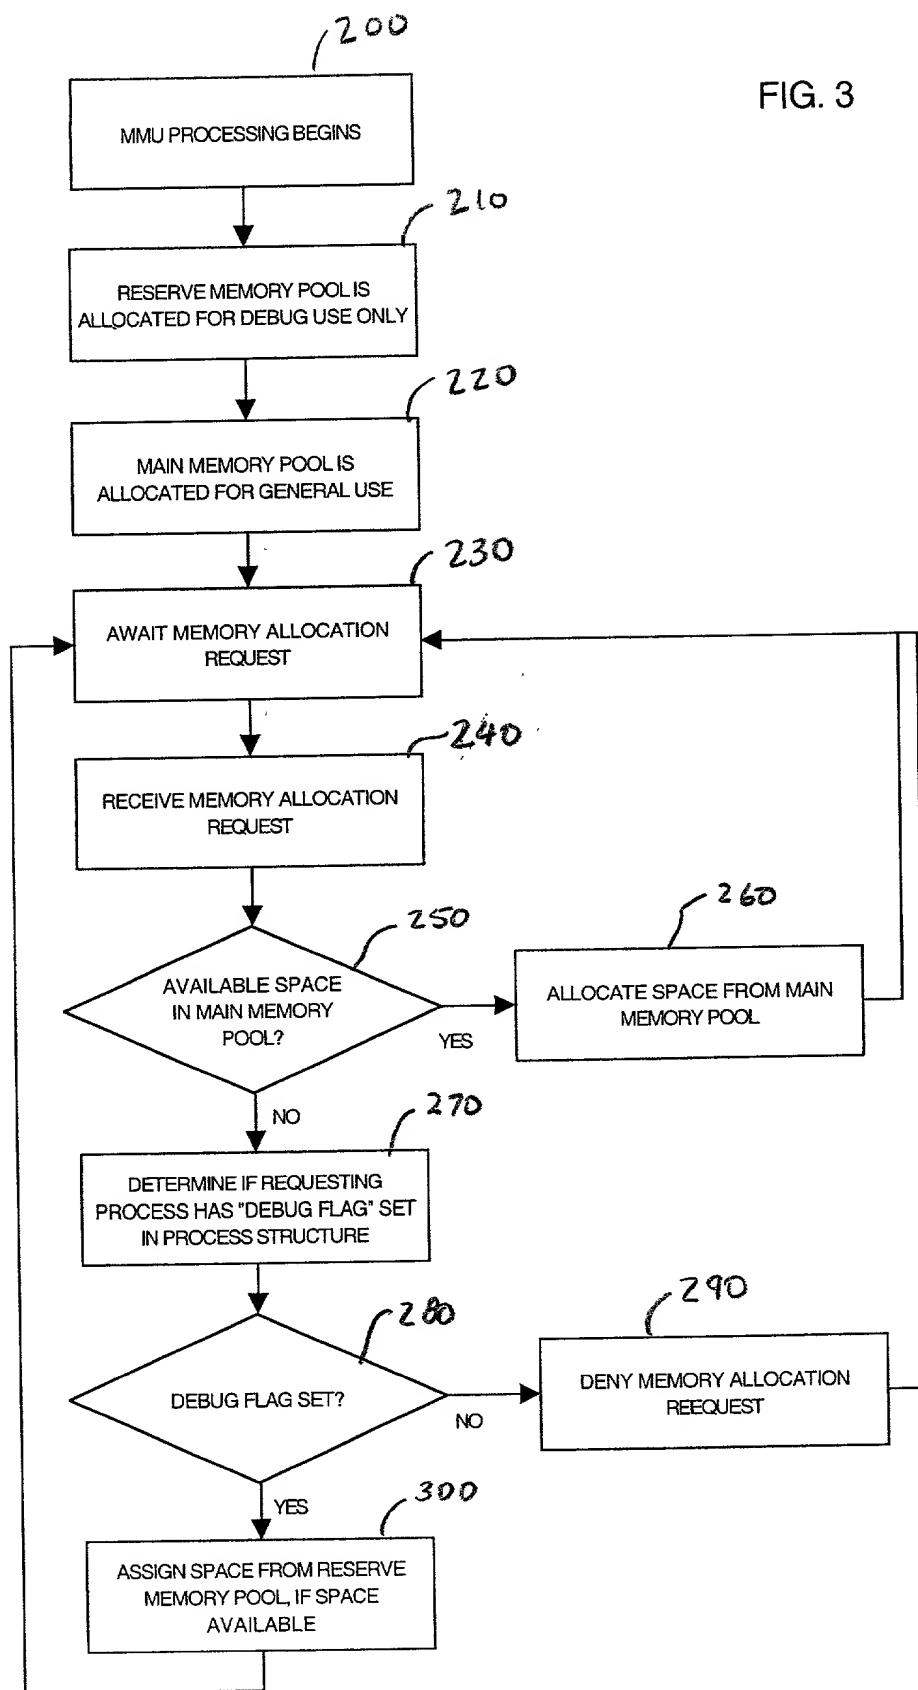 200
FIG. 3
MMU PROCESSING BEGINS
210
RESERVE MEMORY POOL IS
ALLOCATED FOR DEBUG USE ONLY
220
MAIN MEMORY POOL IS
ALLOCATED FOR GENERAL USE
230
AWAIT MEMORY ALLOCATION
REQUEST
240
RECEIVE MEMORY ALLOCATION
REQUEST
250
AVAILABLE SPACE
IN MAIN MEMORY
POOL?
YES
260
ALLOCATE SPACE FROM MAIN
MEMORY POOL
NO
270
DETERMINE IF REQUESTING
PROCESS HAS "DEBUG FLAG" SET
IN PROCESS STRUCTURE
280
DEBUG FLAG SET?
NO
290
DENY MEMORY ALLOCATION
REEQUEST
YES
300
ASSIGN SPACE FROM RESERVE
MEMORY POOL, IF SPACE
AVAILABLE